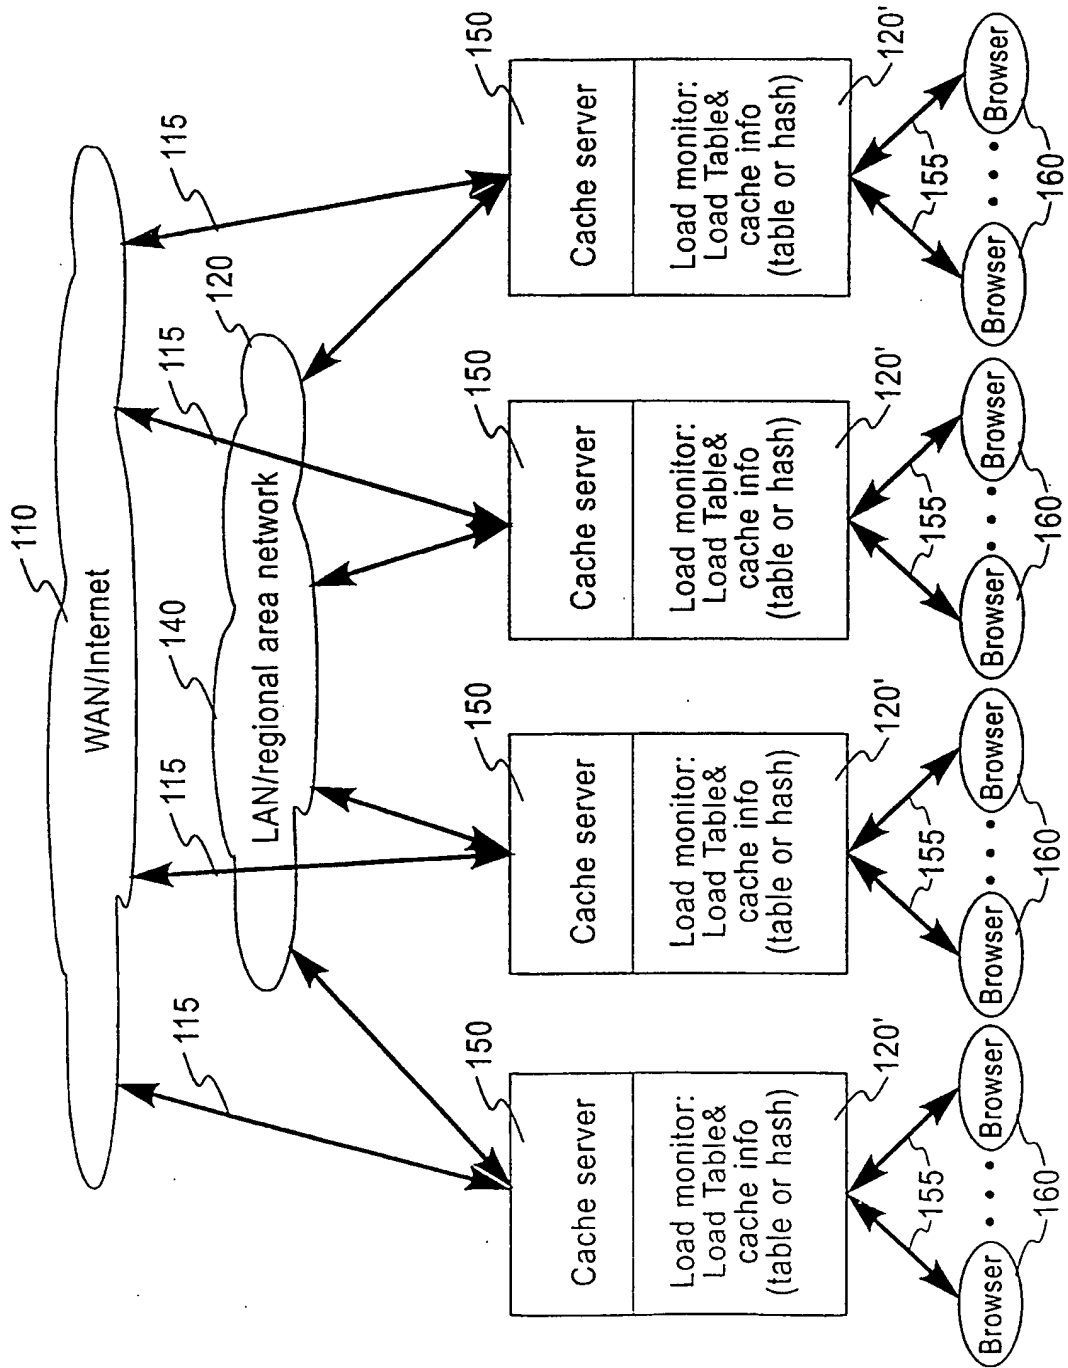 110
WAN/Internet
115
115
115
115
140
120
LAN/regional area network
150
Cache server
Load monitor:
Load Table&
cache info
(table or hash)
120'
155
Browser
Browser
160
150
Cache server
Load monitor:
Load Table&
cache info
(table or hash)
120'
155
Browser
Browser
160
150
Cache server
Load monitor:
Load Table&
cache info
(table or hash)
120'
155
Browser
Browser
160
150
Cache server
Load monitor:
Load Table&
cache info
(table or hash)
120'
155
Browser
Browser
160